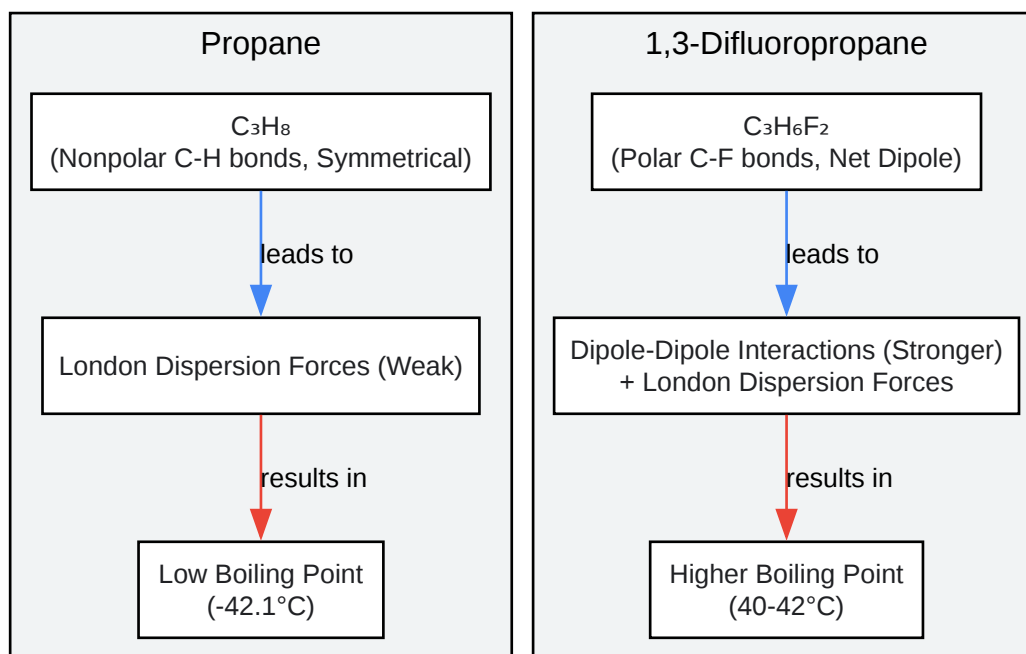 Propane
C₃H₈
(Nonpolar C-H bonds, Symmetrical)
leads to
London Dispersion Forces (Weak)
results in
Low Boiling Point
(-42.1°C)
1,3-Difluoropropane
C₃H₆F₂
(Polar C-F bonds, Net Dipole)
leads to
Dipole-Dipole Interactions (Stronger)
+ London Dispersion Forces
results in
Higher Boiling Point
(40-42°C)